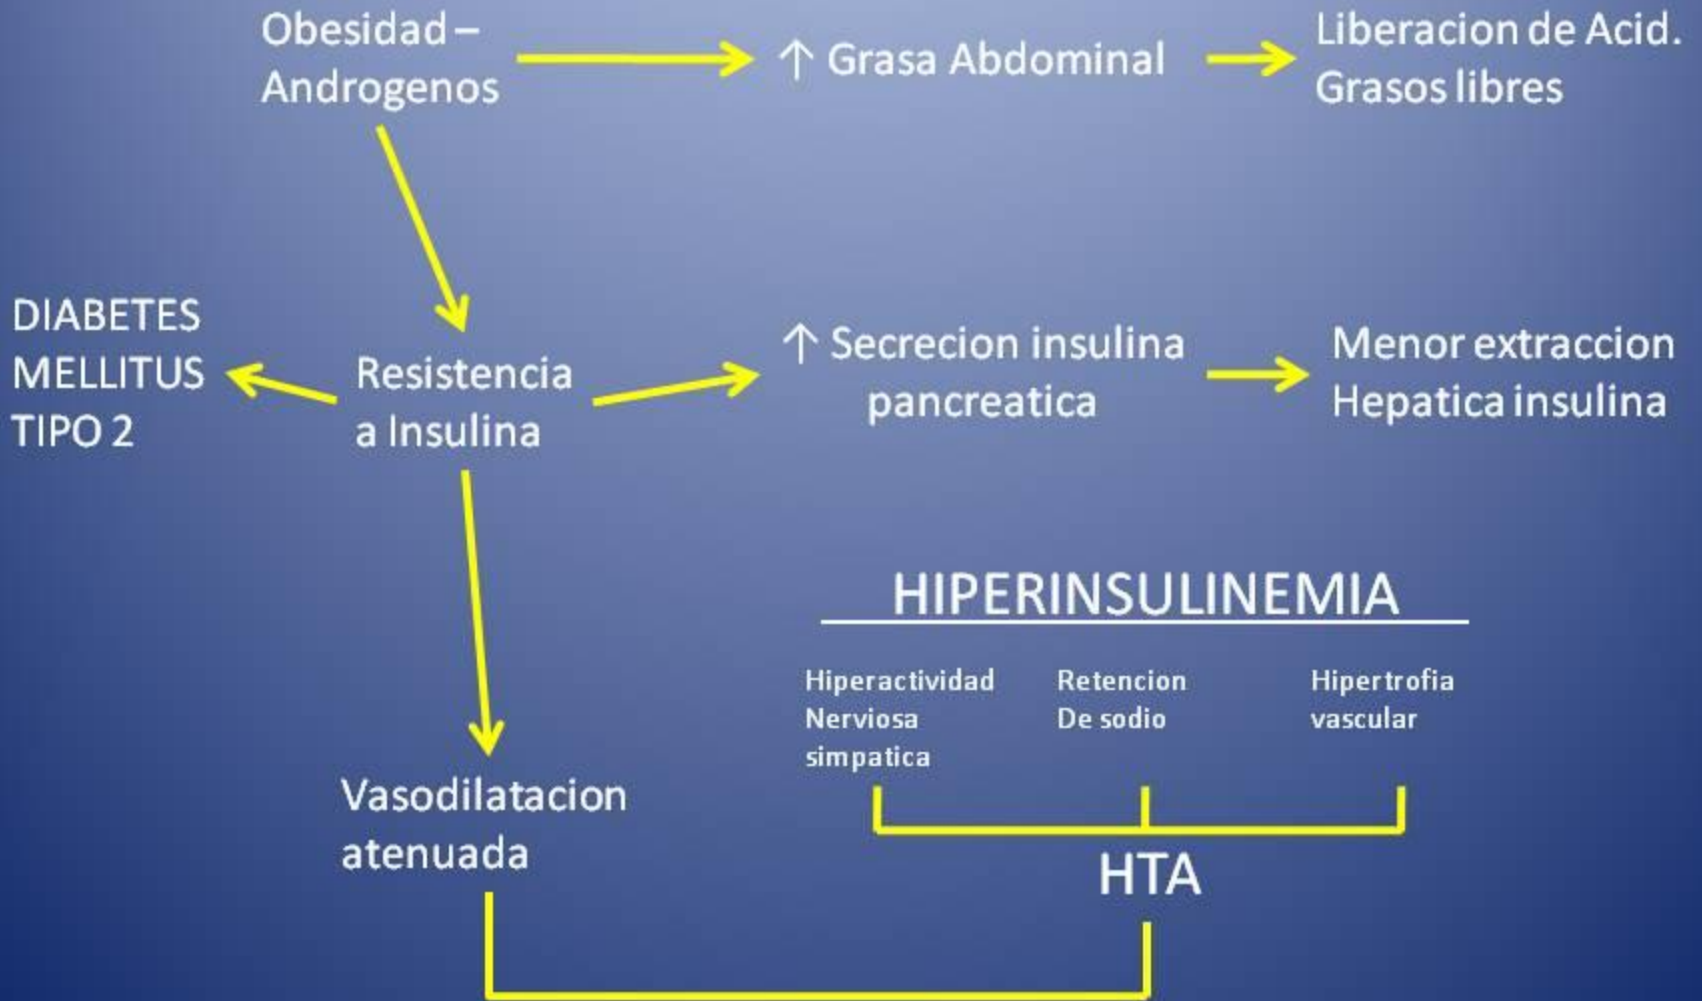 Obesidad –
Androgenos
↑ Grasa Abdominal
Liberacion de Acid.
Grasos libres
DIABETES
MELLITUS
TIPO 2
Resistencia
a Insulina
↑ Secrecion insulina
pancreatica
Menor extraccion
Hepatica insulina
HIPERINSULINEMIA
Hiperactividad
Nerviosa
simpatica
Retencion
De sodio
Hipertrofia
vascular
Vasodilatacion
atenuada
HTA